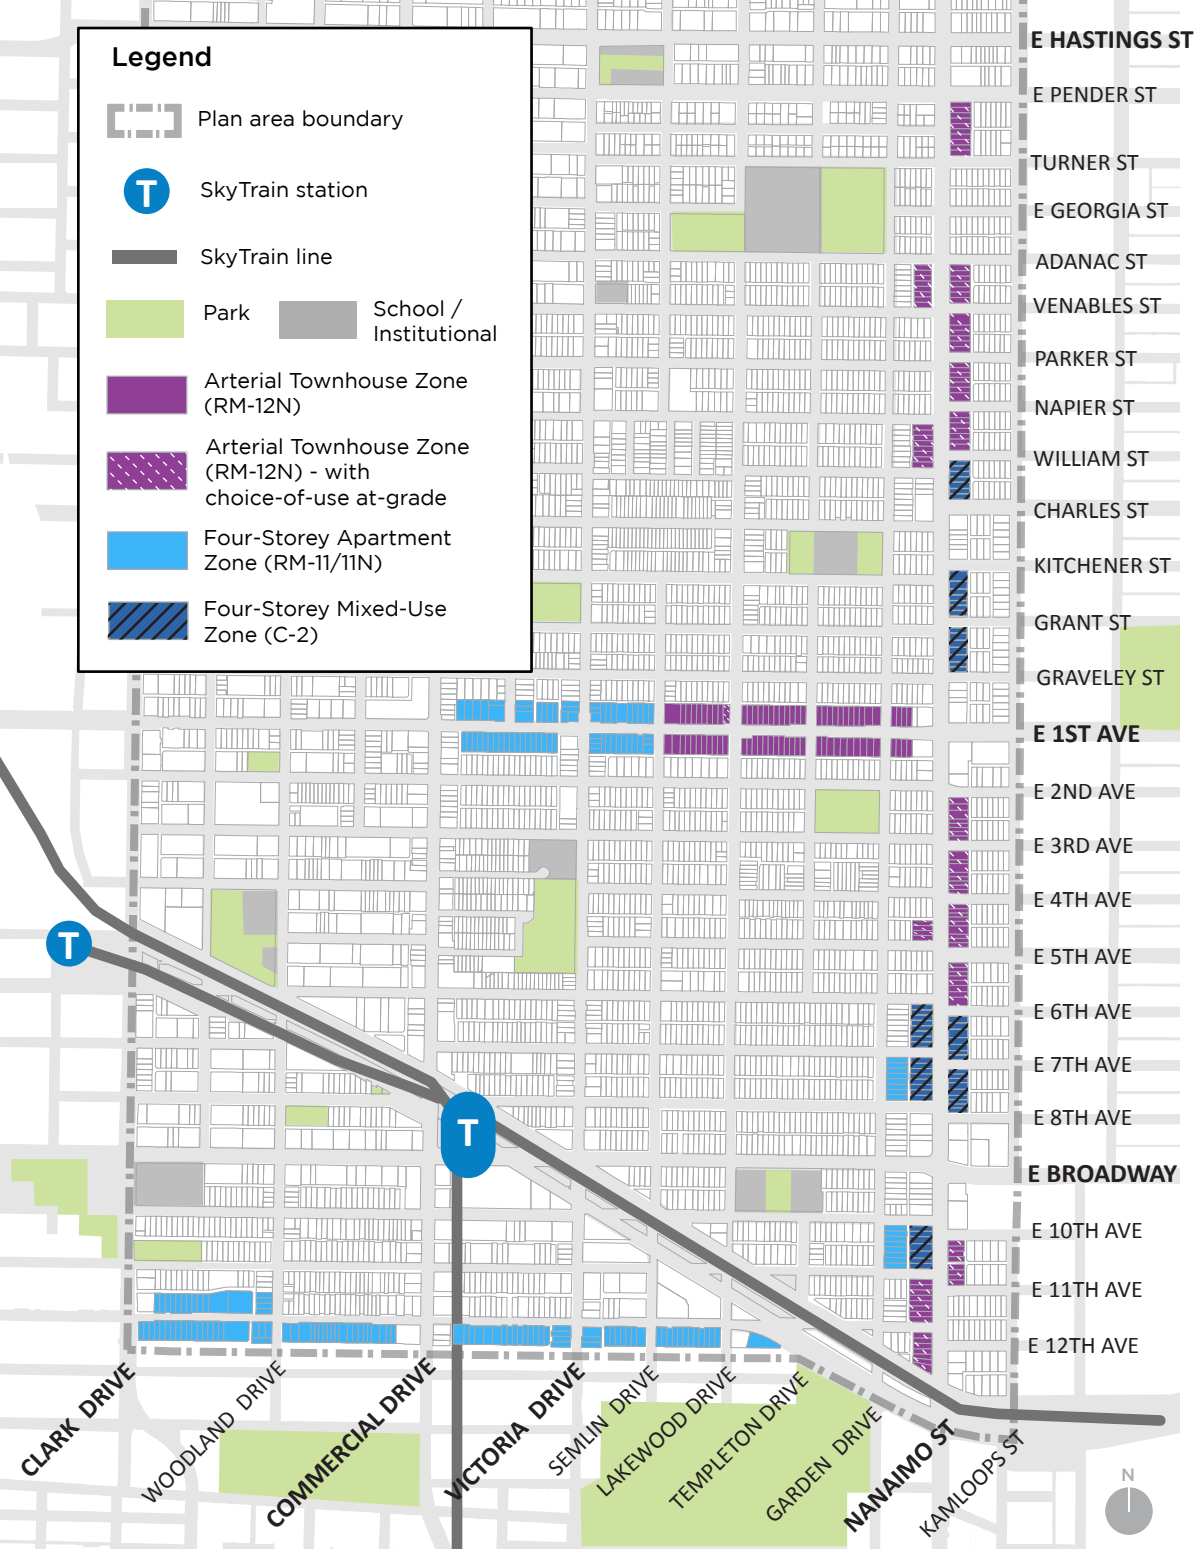 Legend
Plan area boundary
T
SkyTrain station
SkyTrain line
Park
School /
Institutional
Arterial Townhouse Zone
(RM-12N)
Arterial Townhouse Zone
(RM-12N) - with
choice-of-use at-grade
Four-Storey Apartment
Zone (RM-11/11N)
Four-Storey Mixed-Use
Zone (C-2)
E HASTINGS ST
E PENDER ST
TURNER ST
E GEORGIA ST
ADANAC ST
VENABLES ST
PARKER ST
NAPIER ST
WILLIAM ST
CHARLES ST
KITCHENER ST
GRANT ST
GRAVELEY ST
E 1ST AVE
E 2ND AVE
E 3RD AVE
E 4TH AVE
E 5TH AVE
E 6TH AVE
E 7TH AVE
E 8TH AVE
E BROADWAY
E 10TH AVE
E 11TH AVE
E 12TH AVE
T
T
CLARK DRIVE
WOODLAND DRIVE
COMMERCIAL DRIVE
VICTORIA DRIVE
SEMLIN DRIVE
LAKEWOOD DRIVE
TEMPLETON DRIVE
GARDEN DRIVE
NANAIMO ST
KAMLOOPS ST
N